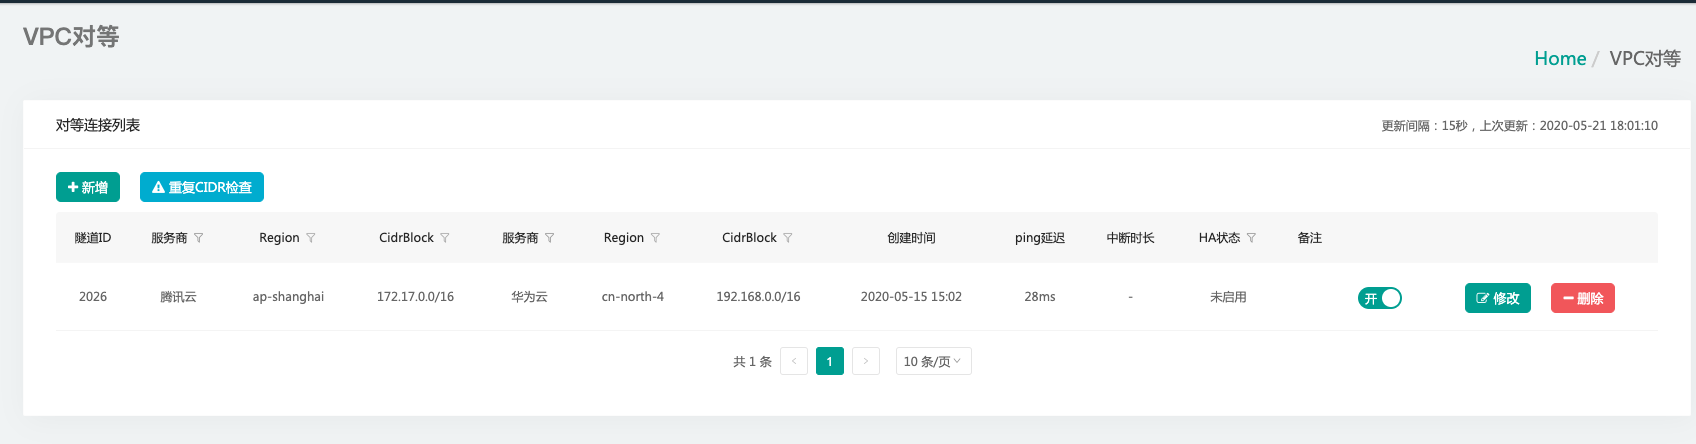 VPC对等
Home / VPC对等
对等连接列表 更新间隔：15秒，上次更新：2020-05-21 18:01:10
新增 重复CIDR检查
隧道ID 服务商 Region CidrBlock 服务商 Region CidrBlock 创建时间 ping延迟 中断时长 HA状态 备注
2026 腾讯云 ap-shanghai 172.17.0.0/16 华为云 cn-north-4 192.168.0.0/16 2020-05-15 15:02 28ms - 未启用 开 修改 删除
共 1 条 < 1 > 10 条/页